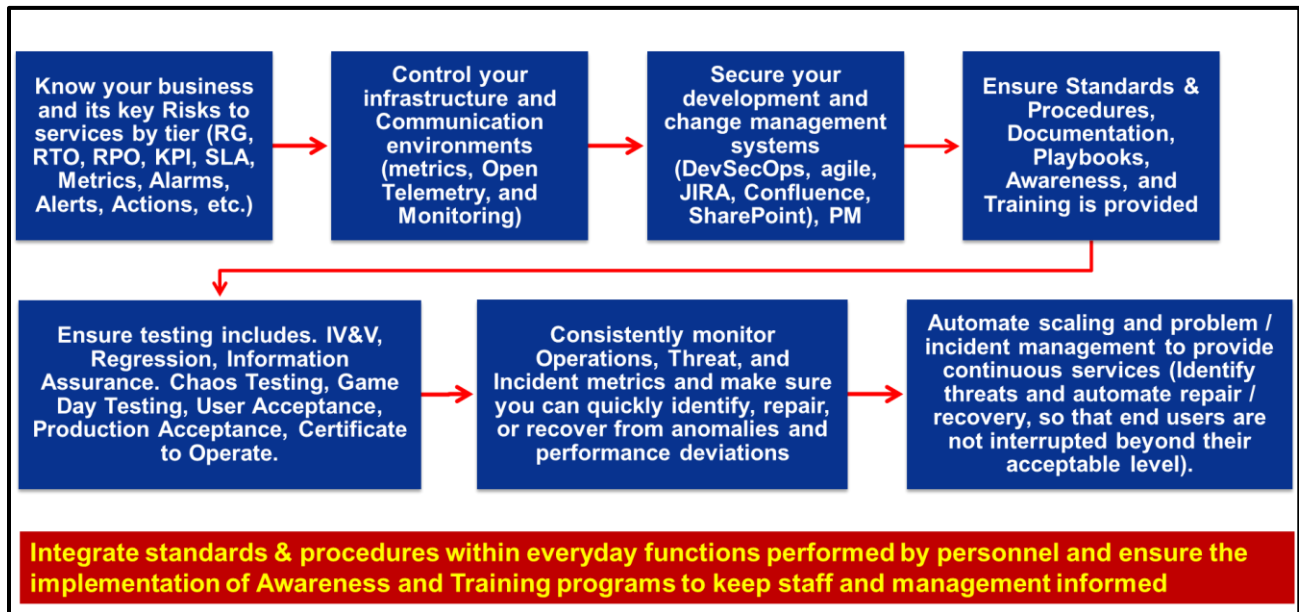 Know your business
and its key Risks to
services by tier (RG,
RTO, RPO, KPI, SLA,
Metrics, Alarms,
Alerts, Actions, etc.)
Control your
infrastructure and
Communication
environments
(metrics, Open
Telemetry, and
Monitoring)
Secure your
development and
change management
systems
(DevSecOps, agile,
JIRA, Confluence,
SharePoint), PM
Ensure Standards &
Procedures,
Documentation,
Playbooks,
Awareness, and
Training is provided
Ensure testing includes. IV&V,
Regression, Information
Assurance. Chaos Testing, Game
Day Testing, User Acceptance,
Production Acceptance, Certificate
to Operate.
Consistently monitor
Operations, Threat, and
Incident metrics and make sure
you can quickly identify, repair,
or recover from anomalies and
performance deviations
Automate scaling and problem /
incident management to provide
continuous services (Identify
threats and automate repair /
recovery, so that end users are
not interrupted beyond their
acceptable level).
Integrate standards & procedures within everyday functions performed by personnel and ensure the
implementation of Awareness and Training programs to keep staff and management informed